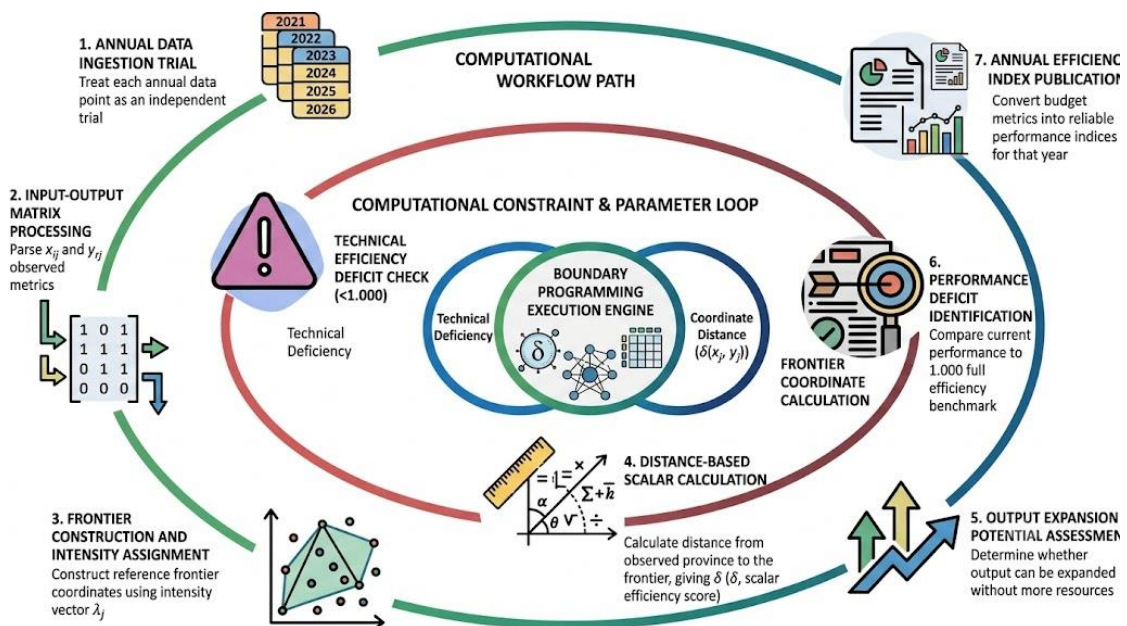 1. ANNUAL DATA
INGESTION TRIAL
Treat each annual data
point as an independent
trial
2021
2022
2023
2024
2025
2026
COMPUTATIONAL
WORKFLOW PATH
7. ANNUAL EFFICIENC
INDEX PUBLICATION
Convert budget
metrics into reliable
performance indices
for that year
2. INPUT-OUTPUT
MATRIX
PROCESSING
Parse x_ij and y_rj
observed
metrics
1 0 1
1 1 1
0 1 1
0 0 0
COMPUTATIONAL CONSTRAINT & PARAMETER LOOP
TECHNICAL
EFFICIENCY
DEFICIT CHECK
(<1.000)
Technical
Deficiency
Technical
Deficiency
BOUNDARY
PROGRAMMING
EXECUTION ENGINE
δ
Coordinate
Distance
(δ(x_j, y_j))
FRONTIER
COORDINATE
CALCULATION
6.
PERFORMANCE
DEFICIT
IDENTIFICATION
Compare current
performance to
1.000 full
efficiency
benchmark
3. FRONTIER
CONSTRUCTION AND
INTENSITY ASSIGNMENT
Construct reference frontier
coordinates using intensity
vector λ_j
α
θ
÷
4. DISTANCE-BASED
SCALAR CALCULATION
Calculate distance from
observed province to the
frontier, giving δ (δ, scalar
efficiency score)
5. OUTPUT EXPANSION
POTENTIAL ASSESSMEN
Determine whether
output can be expanded
without more resources